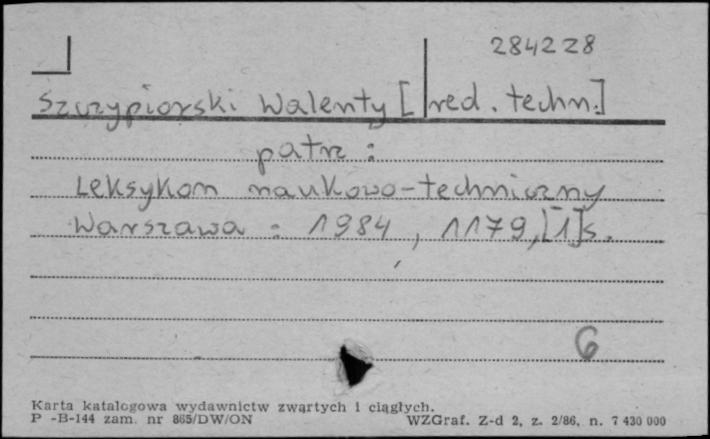 284228
Szczypiorski Walenty [red. techn.]
patrz:
Leksykon naukowo-techniczny
Warszawa : 1984, 1179,[1]s.
6
Karta katalogowa wydawnictw zwartych i ciągłych.
P -B-144 zam. nr 865/DW/ON WZGraf. Z-d 2, z. 2/86, n. 7 430 000